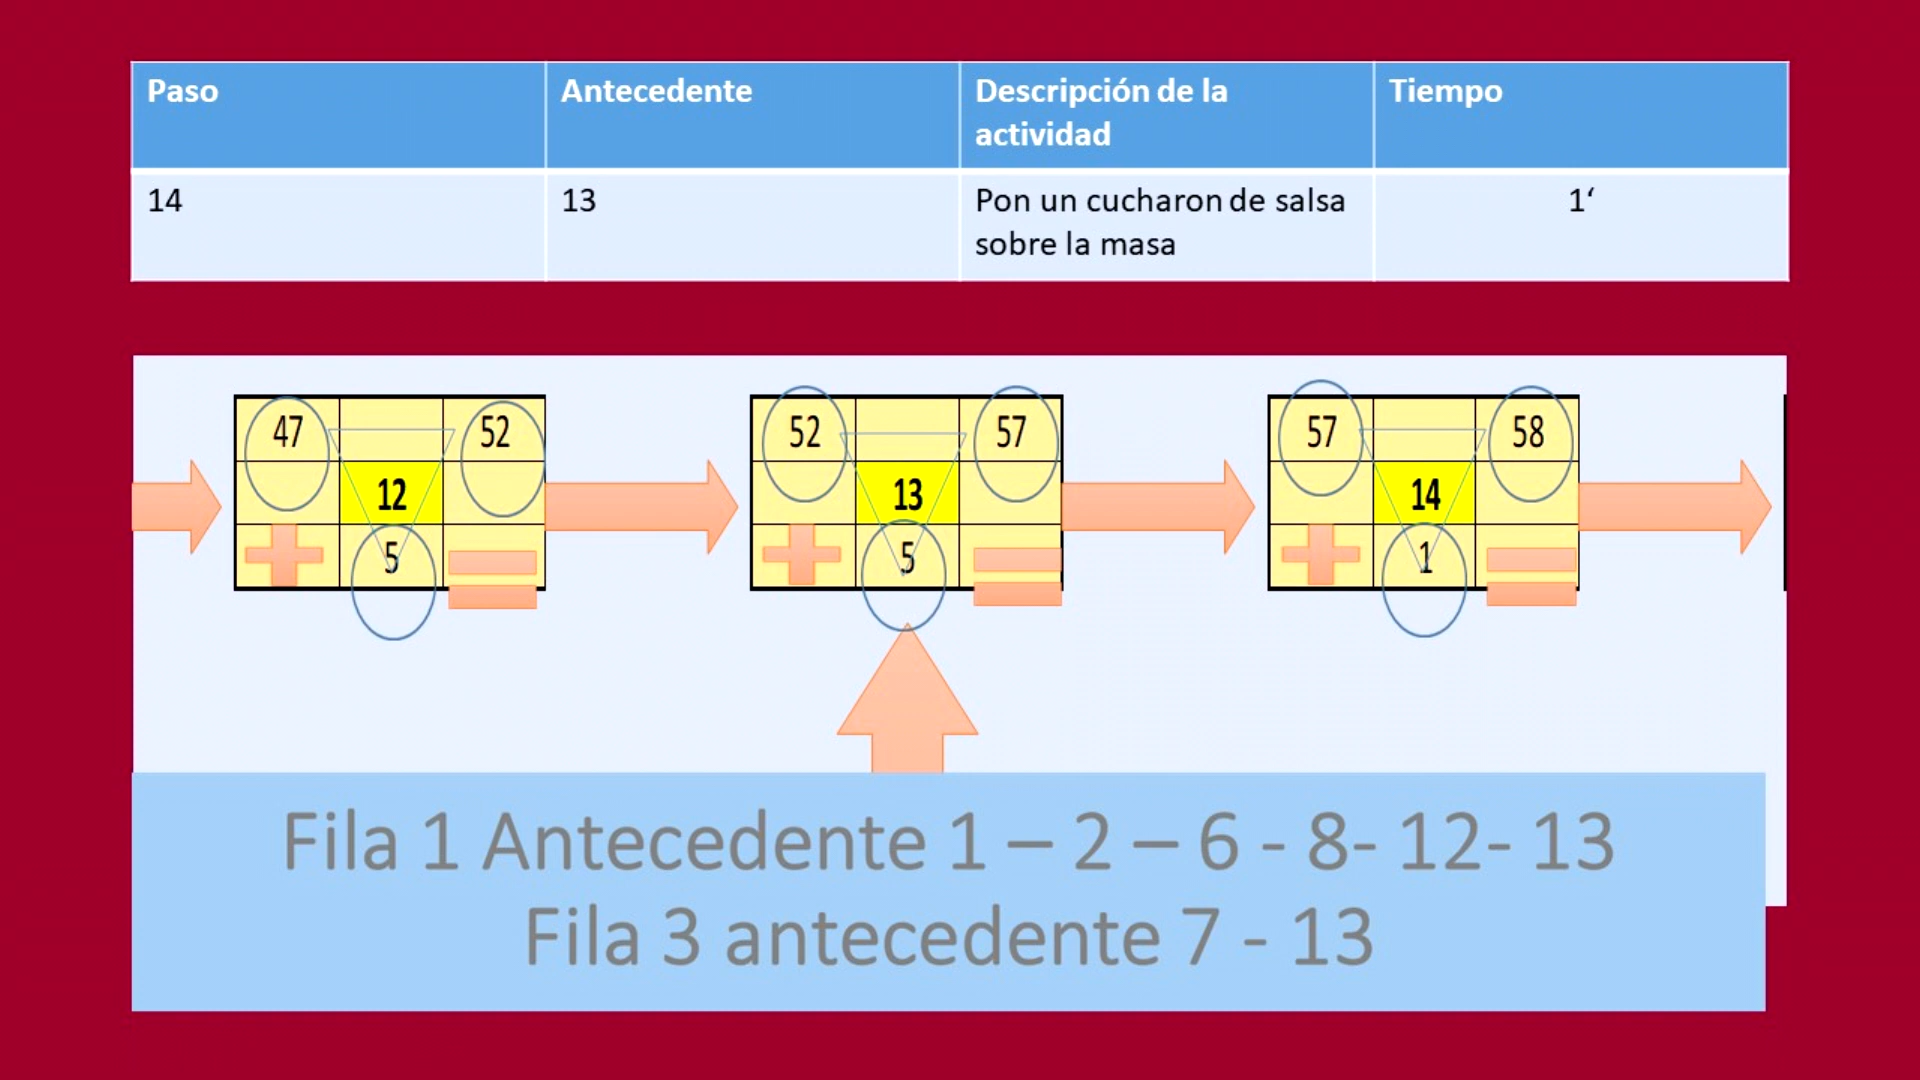 Paso Antecedente Descripción de la Tiempo
actividad
14 13 Pon un cucharon de salsa 1‘
sobre la masa
47 52 52 57 57 58
12 13 14
5 5 1
Fila 1 Antecedente 1 – 2 – 6 - 8- 12- 13
Fila 3 antecedente 7 - 13